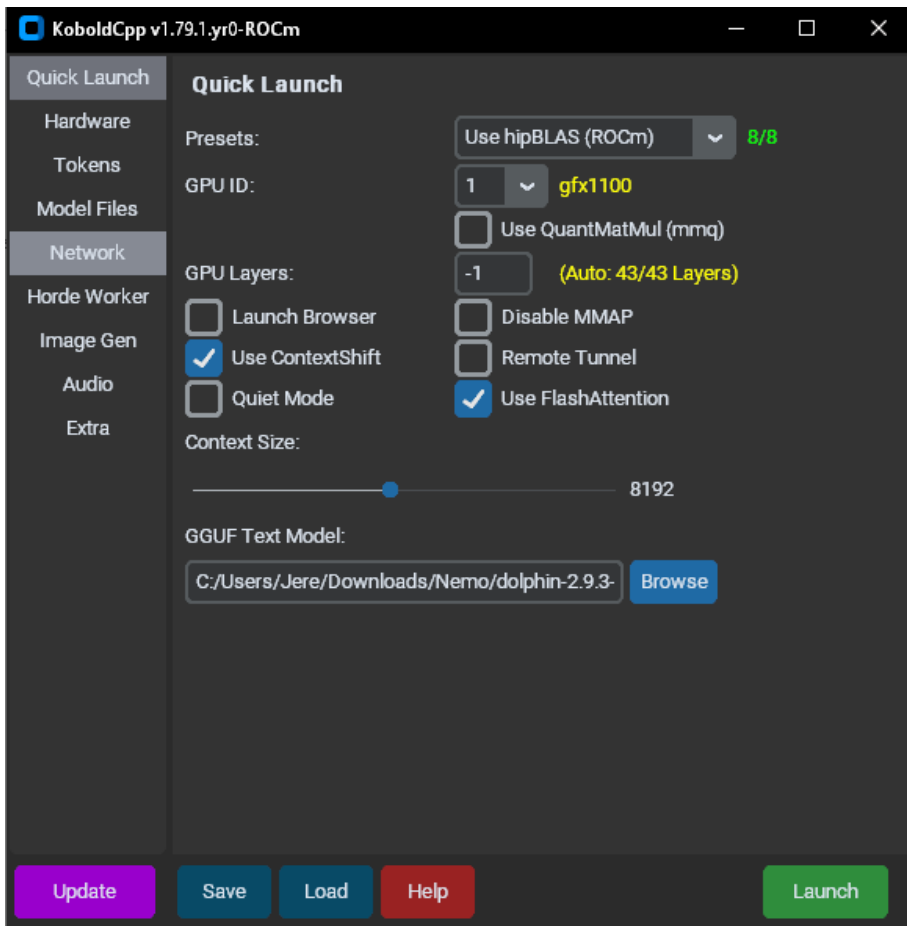 KoboldCpp v1.79.1.yr0-ROCm
Quick Launch
Hardware
Tokens
Model Files
Network
Horde Worker
Image Gen
Audio
Extra
Quick Launch
Presets: Use hipBLAS (ROCm) 8/8
GPU ID: 1 gfx1100
Use QuantMatMul (mmq)
GPU Layers: -1 (Auto: 43/43 Layers)
Launch Browser Disable MMAP
Use ContextShift Remote Tunnel
Quiet Mode Use FlashAttention
Context Size:
8192
GGUF Text Model:
C:/Users/Jere/Downloads/Nemo/dolphin-2.9.3- Browse
Update Save Load Help Launch